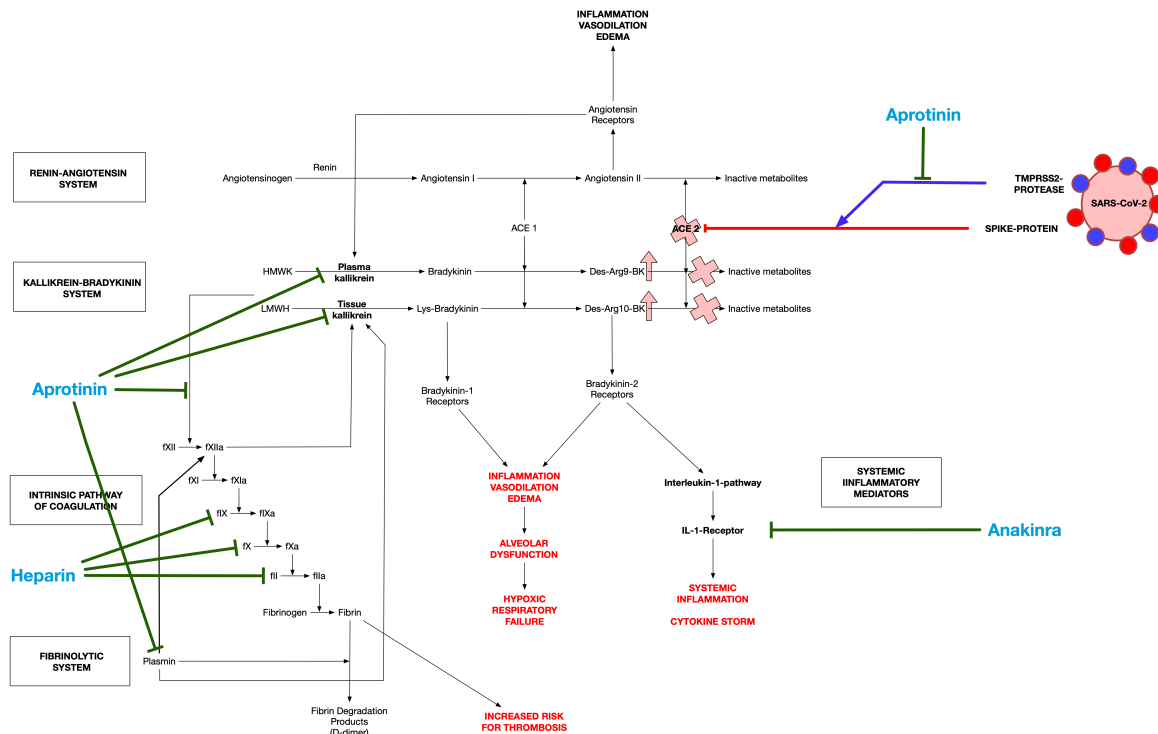 INFLAMMATION
VASODILATION
EDEMA
Angiotensin
Receptors
Aprotinin
RENIN-ANGIOTENSIN
SYSTEM
Renin
Angiotensinogen
Angiotensin I
Angiotensin II
Inactive metabolites
TMPRSS2-
PROTEASE
SARS-CoV-2
ACE 1
ACE 2
SPIKE-PROTEIN
KALLIKREIN-BRADYKININ
SYSTEM
HMWK
Plasma
kallikrein
Bradykinin
Des-Arg9-BK
Inactive metabolites
LMWH
Tissue
kallikrein
Lys-Bradykinin
Des-Arg10-BK
Inactive metabolites
Aprotinin
Bradykinin-1
Receptors
Bradykinin-2
Receptors
fXII
fXIIa
fXI
fXIa
INTRINSIC PATHWAY
OF COAGULATION
fIX
fIXa
fX
fXa
Heparin
fII
fIIa
Fibrinogen
Fibrin
INFLAMMATION
VASODILATION
EDEMA
ALVEOLAR
DYSFUNCTION
HYPOXIC
RESPIRATORY
FAILURE
Interleukin-1-pathway
IL-1-Receptor
SYSTEMIC
IINFLAMMATORY
MEDIATORS
Anakinra
SYSTEMIC
INFLAMMATION
CYTOKINE STORM
FIBRINOLYTIC
SYSTEM
Plasmin
Fibrin Degradation
Products
(D-dimer)
INCREASED RISK
FOR THROMBOSIS